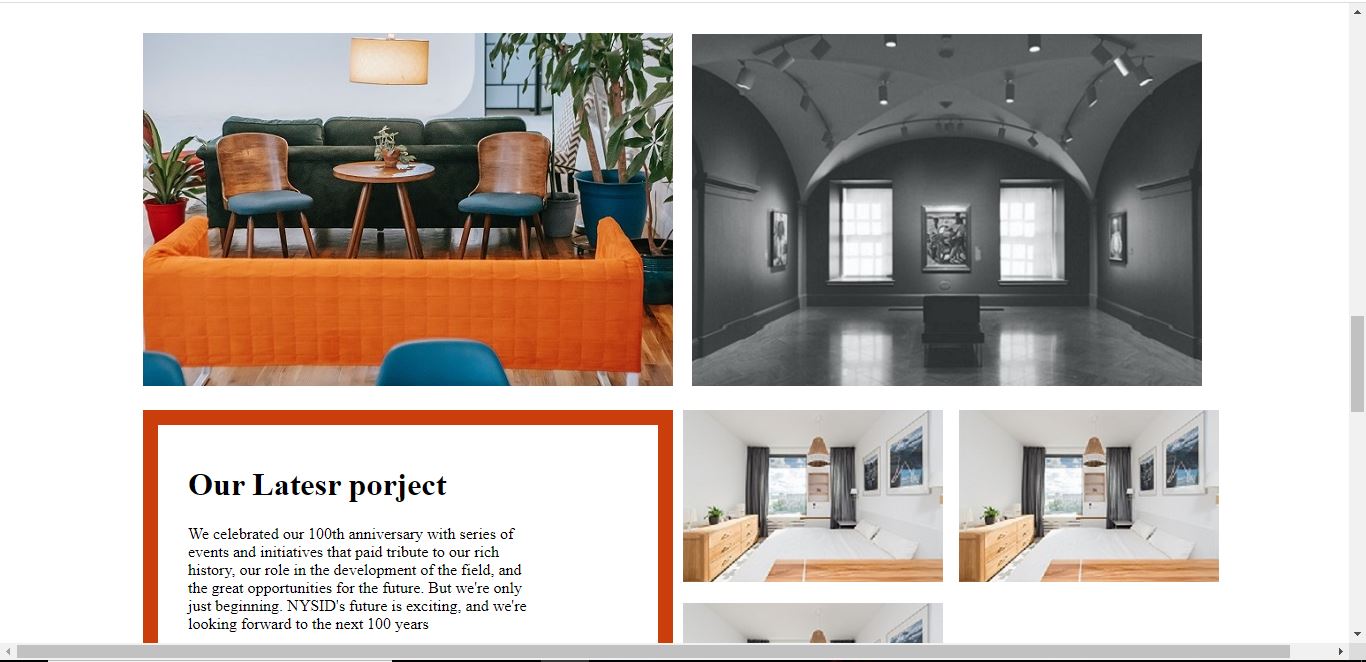 Our Latesr porject
We celebrated our 100th anniversary with series of
events and initiatives that paid tribute to our rich
history, our role in the development of the field, and
the great opportunities for the future. But we're only
just beginning. NYSID's future is exciting, and we're
looking forward to the next 100 years